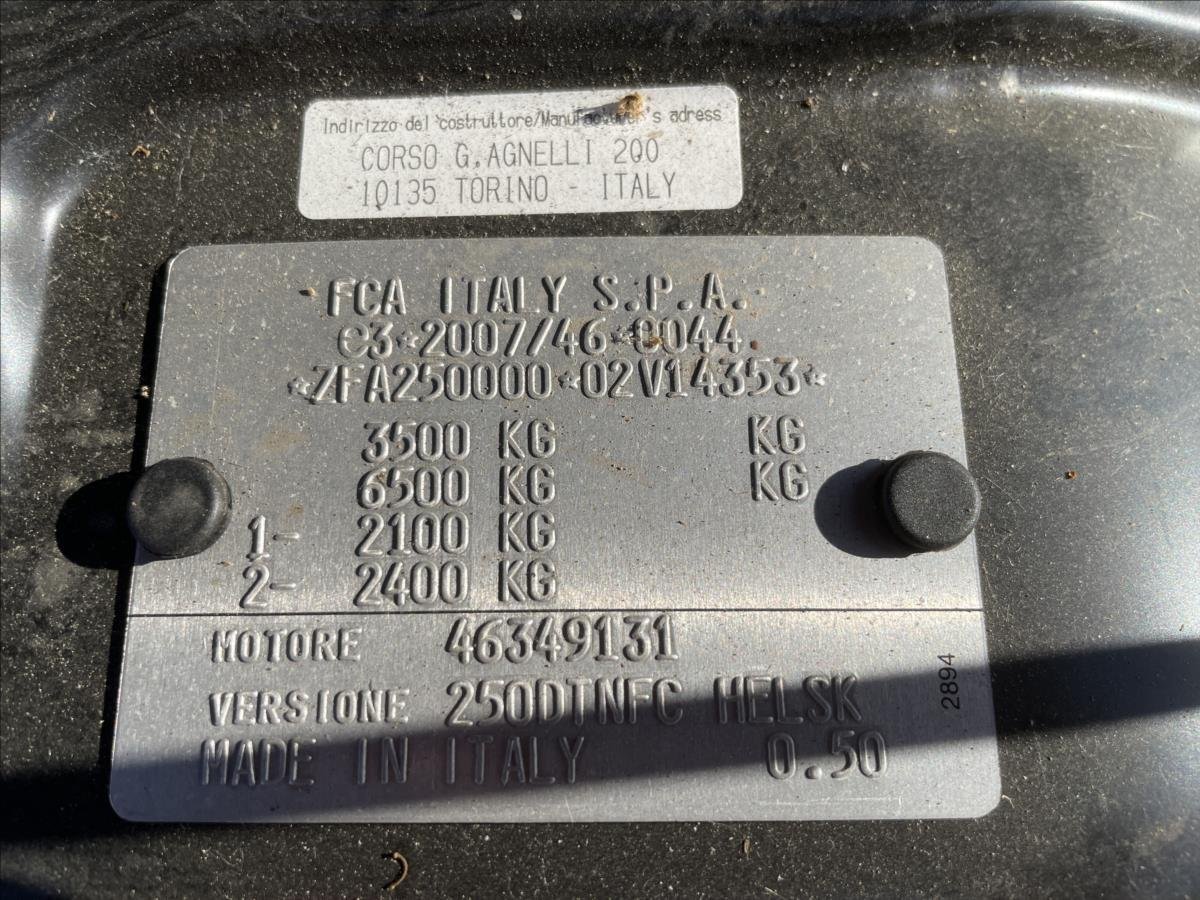 Indirizzo del costruttore/Manufacturer's adress
CORSO G.AGNELLI 200
10135 TORINO - ITALY
FCA ITALY S.P.A.
e3*2007/46*0044
*ZFA250000*02V14353*
3500 KG KG
6500 KG KG
1- 2100 KG
2- 2400 KG
MOTORE 46349131
VERSIONE 250DTNFC HELSK
MADE IN ITALY 0.50
2894